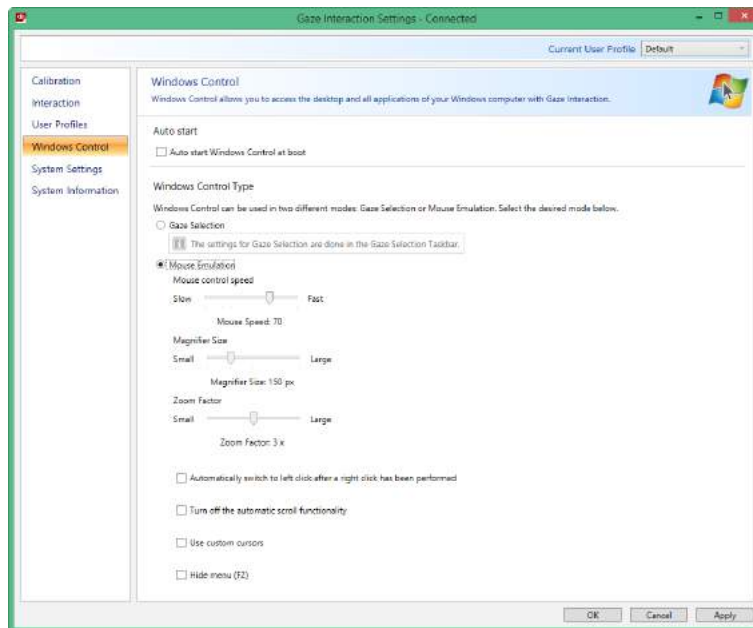 Gaze Interaction Settings - Connected
Current User Profile Default
Calibration
Interaction
User Profiles
Windows Control
System Settings
System Information
Windows Control
Windows Control allows you to access the desktop and all applications of your Windows computer with Gaze Interaction.
Auto start
Auto start Windows Control at boot
Windows Control Type
Windows Control can be used in two different modes: Gaze Selection or Mouse Emulation. Select the desired mode below.
Gaze Selection
The settings for Gaze Selection are done in the Gaze Selection Taskbar.
Mouse Emulation
Mouse control speed
Slow Fast
Mouse Speed: 70
Magnifier Size
Small Large
Magnifier Size: 150 px
Zoom Factor
Small Large
Zoom Factor: 3 x
Automatically switch to left click after a right click has been performed
Turn off the automatic scroll functionality
Use custom cursors
Hide menu (F2)
OK Cancel Apply